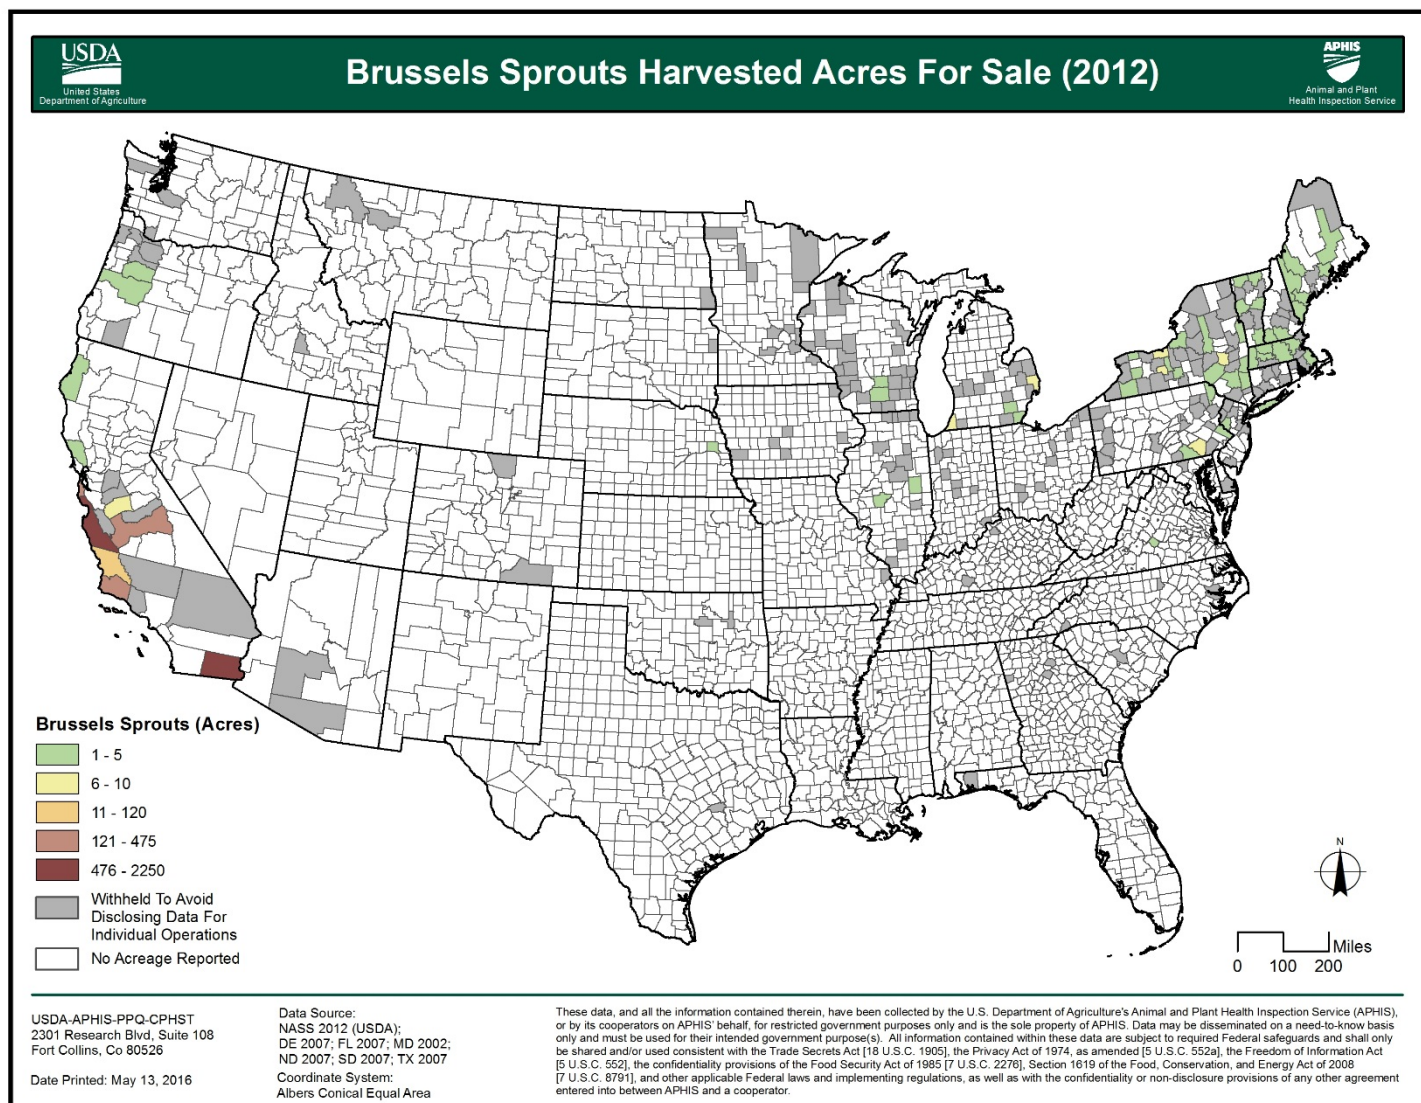 USDA
United States
Department of Agriculture
Brussels Sprouts Harvested Acres For Sale (2012)
APHIS
Animal and Plant
Health Inspection Service
Brussels Sprouts (Acres)
1 - 5
6 - 10
11 - 120
121 - 475
476 - 2250
Withheld To Avoid
Disclosing Data For
Individual Operations
No Acreage Reported
N
Miles
0 100 200
USDA-APHIS-PPQ-CPHST
2301 Research Blvd, Suite 108
Fort Collins, Co 80526
Date Printed: May 13, 2016
Data Source:
NASS 2012 (USDA);
DE 2007; FL 2007; MD 2002;
ND 2007; SD 2007; TX 2007
Coordinate System:
Albers Conical Equal Area
These data, and all the information contained therein, have been collected by the U.S. Department of Agriculture's Animal and Plant Health Inspection Service (APHIS),
or by its cooperators on APHIS' behalf, for restricted government purposes only and is the sole property of APHIS. Data may be disseminated on a need-to-know basis
only and must be used for their intended government purpose(s). All information contained within these data are subject to required Federal safeguards and shall only
be shared and/or used consistent with the Trade Secrets Act [18 U.S.C. 1905], the Privacy Act of 1974, as amended [5 U.S.C. 552a], the Freedom of Information Act
[5 U.S.C. 552], the confidentiality provisions of the Food Security Act of 1985 [7 U.S.C. 2276], Section 1619 of the Food, Conservation, and Energy Act of 2008
[7 U.S.C. 8791], and other applicable Federal laws and implementing regulations, as well as with the confidentiality or non-disclosure provisions of any other agreement
entered into between APHIS and a cooperator.